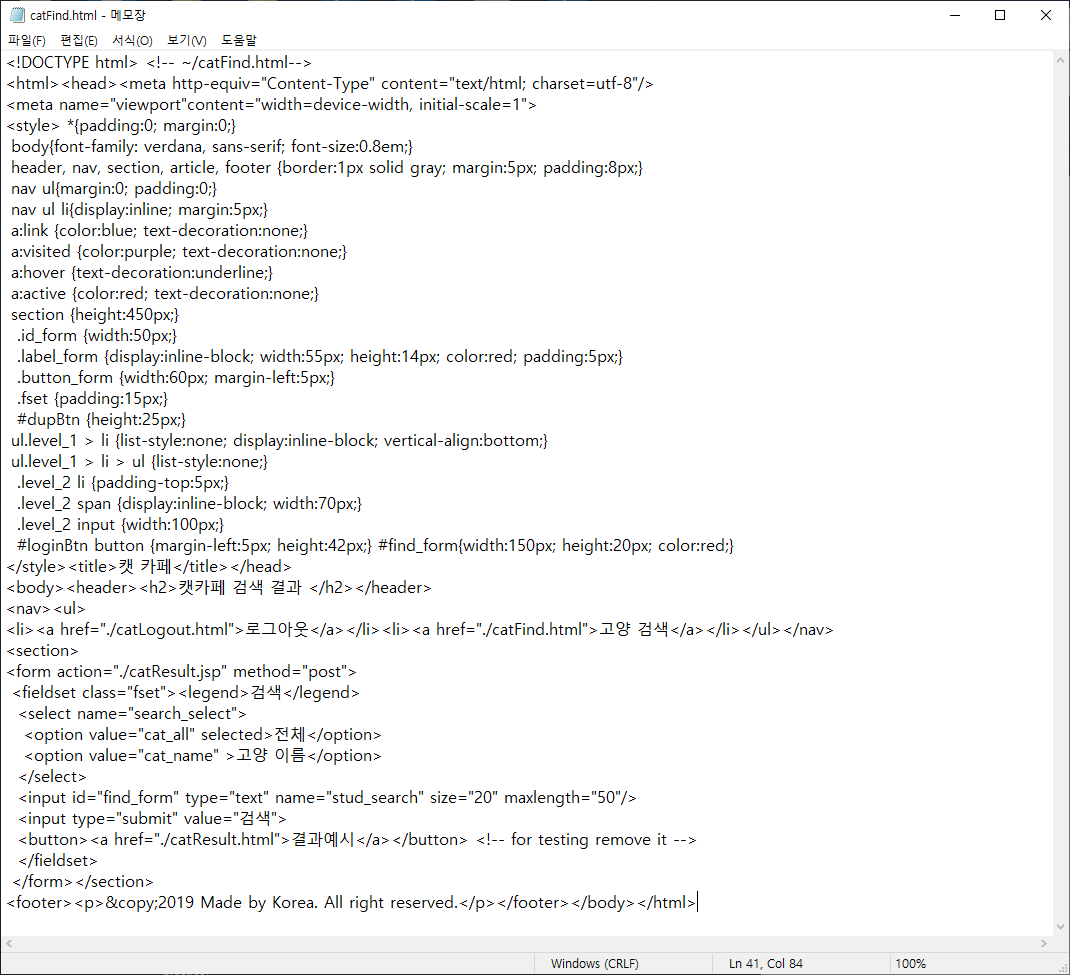 catFind.html - 메모장
파일(F) 편집(E) 서식(O) 보기(V) 도움말
<!DOCTYPE html> <!-- ~/catFind.html-->
<html><head><meta http-equiv="Content-Type" content="text/html; charset=utf-8"/>
<meta name="viewport"content="width=device-width, initial-scale=1">
<style> *{padding:0; margin:0;}
body{font-family: verdana, sans-serif; font-size:0.8em;}
header, nav, section, article, footer {border:1px solid gray; margin:5px; padding:8px;}
nav ul{margin:0; padding:0;}
nav ul li{display:inline; margin:5px;}
a:link {color:blue; text-decoration:none;}
a:visited {color:purple; text-decoration:none;}
a:hover {text-decoration:underline;}
a:active {color:red; text-decoration:none;}
section {height:450px;}
.id_form {width:50px;}
.label_form {display:inline-block; width:55px; height:14px; color:red; padding:5px;}
.button_form {width:60px; margin-left:5px;}
.fset {padding:15px;}
#dupBtn {height:25px;}
ul.level_1 > li {list-style:none; display:inline-block; vertical-align:bottom;}
ul.level_1 > li > ul {list-style:none;}
.level_2 li {padding-top:5px;}
.level_2 span {display:inline-block; width:70px;}
.level_2 input {width:100px;}
#loginBtn button {margin-left:5px; height:42px;} #find_form{width:150px; height:20px; color:red;}
</style><title>캣 카페</title></head>
<body><header><h2>캣카페 검색 결과 </h2></header>
<nav><ul>
<li><a href="./catLogout.html">로그아웃</a></li><li><a href="./catFind.html">고양 검색</a></li></ul></nav>
<section>
<form action="./catResult.jsp" method="post">
<fieldset class="fset"><legend>검색</legend>
<select name="search_select">
<option value="cat_all" selected>전체</option>
<option value="cat_name" >고양 이름</option>
</select>
<input id="find_form" type="text" name="stud_search" size="20" maxlength="50"/>
<input type="submit" value="검색">
<button><a href="./catResult.html">결과예시</a></button> <!-- for testing remove it -->
</fieldset>
</form></section>
<footer><p>&copy;2019 Made by Korea. All right reserved.</p></footer></body></html>
Windows (CRLF) Ln 41, Col 84 100%